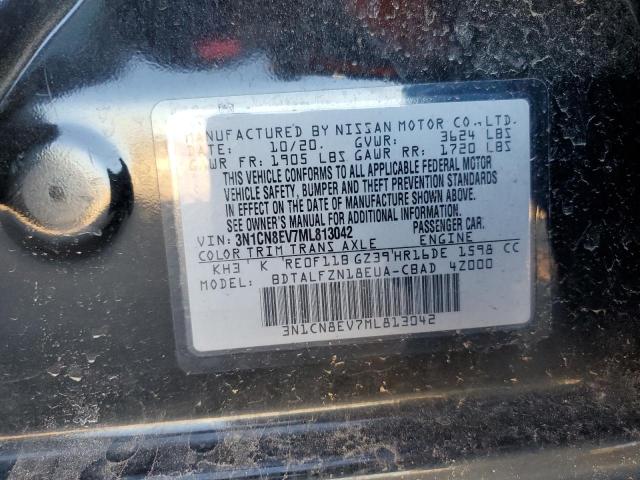 MANUFACTURED BY NISSAN MOTOR CO.,LTD.
DATE: 10/20. GVWR: 3624 LBS
GAWR FR: 1905 LBS GAWR RR: 1720 LBS
THIS VEHICLE CONFORMS TO ALL APPLICABLE FEDERAL MOTOR
VEHICLE SAFETY, BUMPER AND THEFT PREVENTION STANDARDS
IN EFFECT ON THE DATE OF MANUFACTURE SHOWN ABOVE.
SEE OWNER'S MANUAL FOR ADDITIONAL INFORMATION.
VIN: 3N1CN8EV7ML813042 PASSENGER CAR.
COLOR TRIM TRANS AXLE ENGINE
KH3 K RE0F11B GZ39 HR16DE 1598 CC
MODEL: BDTALFZN18EUA-CBAD 4Z000
3N1CN8EV7ML813042